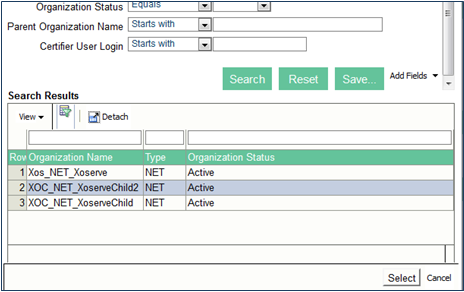 Organization Status Equals
Parent Organization Name Starts with
Certifier User Login Starts with
Search Reset Save... Add Fields
Search Results
View Detach
Row Organization Name Type Organization Status
1 Xos_NET_Xoserve NET Active
2 XOC_NET_XoserveChild2 NET Active
3 XOC_NET_XoserveChild NET Active
Select Cancel